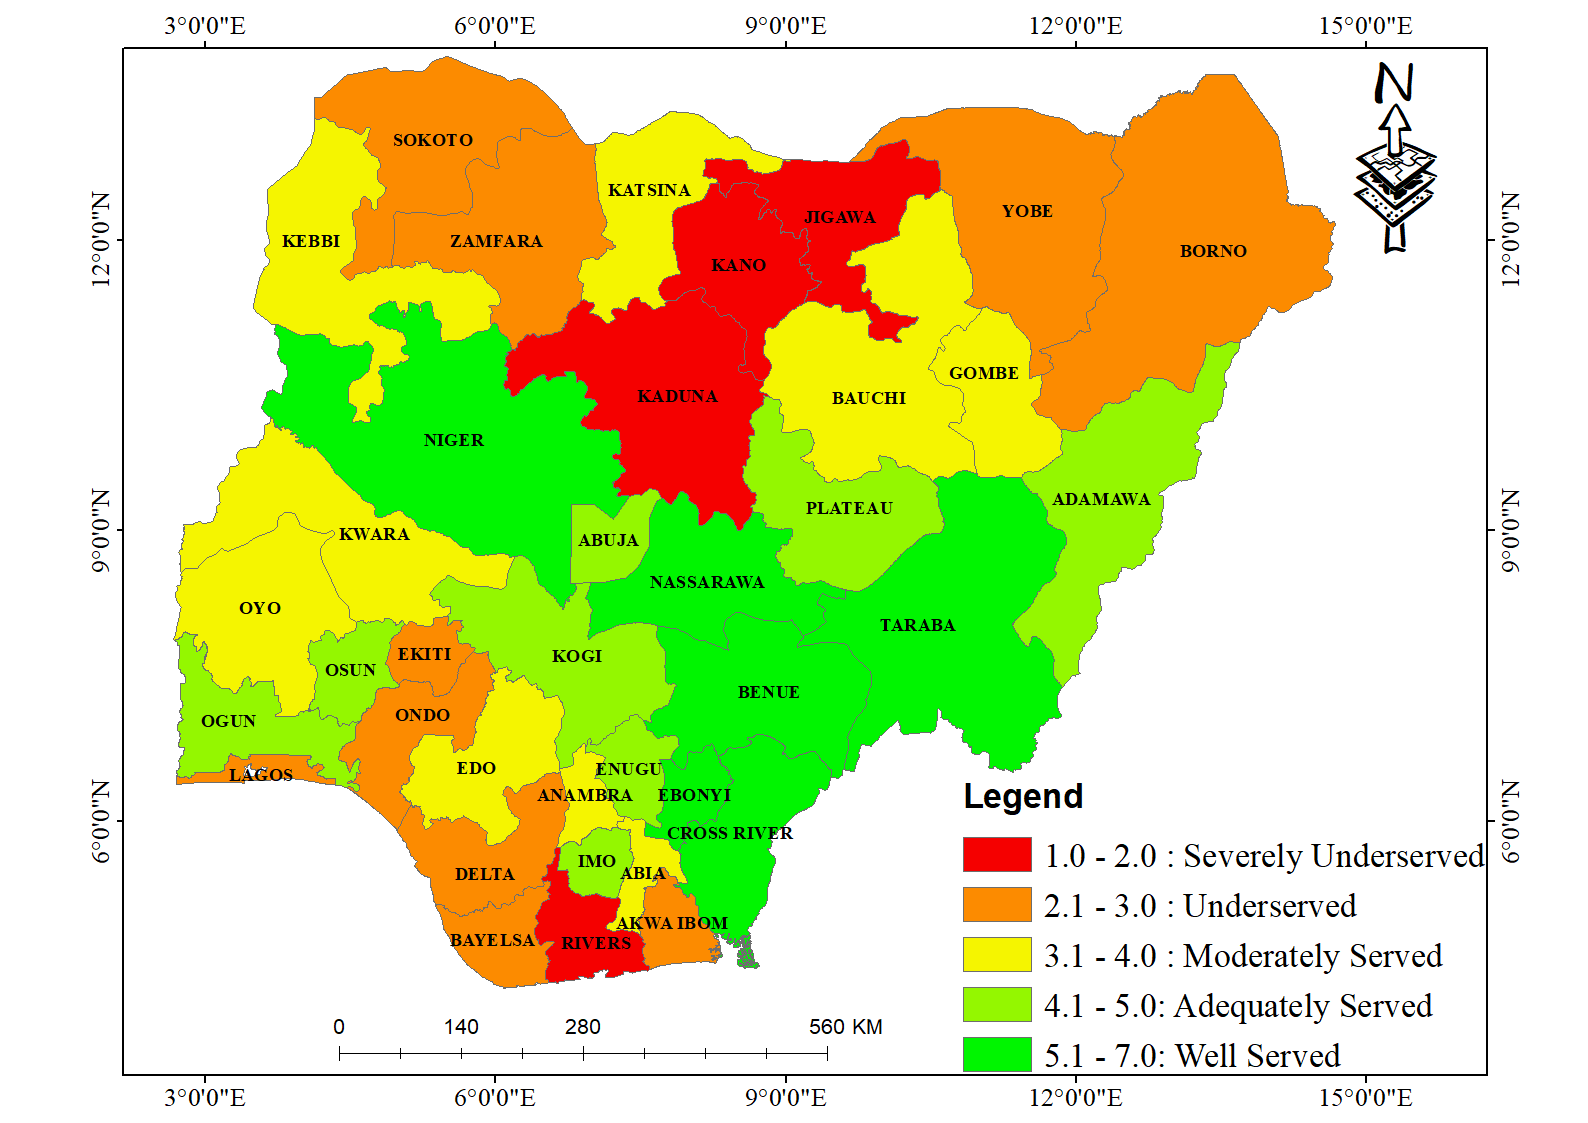 3°0'0"E 6°0'0"E 9°0'0"E 12°0'0"E 15°0'0"E
N
SOKOTO
KATSINA
YOBE
JIGAWA
KEBBI ZAMFARA
BORNO
KANO
12°0'0"N 12°0'0"N
GOMBE
KADUNA
BAUCHI
NIGER
ADAMAWA
PLATEAU
KWARA
ABUJA
9°0'0"N 9°0'0"N
NASSARAWA
OYO
TARABA
EKITI
KOGI
OSUN
BENUE
ONDO
OGUN
EDO
ENUGU
LAGOS
ANAMBRA
EBONYI
6°0'0"N 6°0'0"N
CROSS RIVER
IMO
DELTA
ABIA
AKWA IBOM
BAYELSA
RIVERS
Legend
1.0 - 2.0 : Severely Underserved
2.1 - 3.0 : Underserved
3.1 - 4.0 : Moderately Served
4.1 - 5.0: Adequately Served
5.1 - 7.0: Well Served
0 140 280 560 KM
3°0'0"E 6°0'0"E 9°0'0"E 12°0'0"E 15°0'0"E